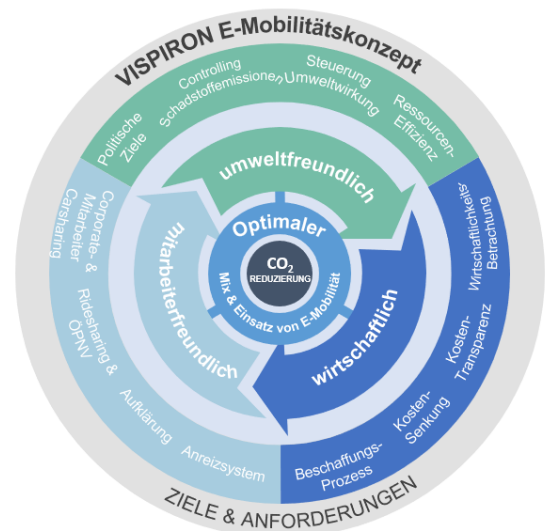 VISPIRON E-Mobilitätskonzept
Politische
Ziele
Controlling
Schadstoffemissionen
Steuerung
Umweltwirkung
Ressourcen-
Effizienz
Wirtschaftlichkeits-
Betrachtung
Kosten-
Transparenz
Kosten-
Senkung
Beschaffungs-
Prozess
Anreizsystem
Aufklärung
Ridesharing &
ÖPNV
Corporate- &
Mitarbeiter
Carsharing
umweltfreundlich
wirtschaftlich
mitarbeiterfreundlich
Optimaler
Mix & Einsatz von E-Mobilität
CO₂
REDUZIERUNG
ZIELE & ANFORDERUNGEN